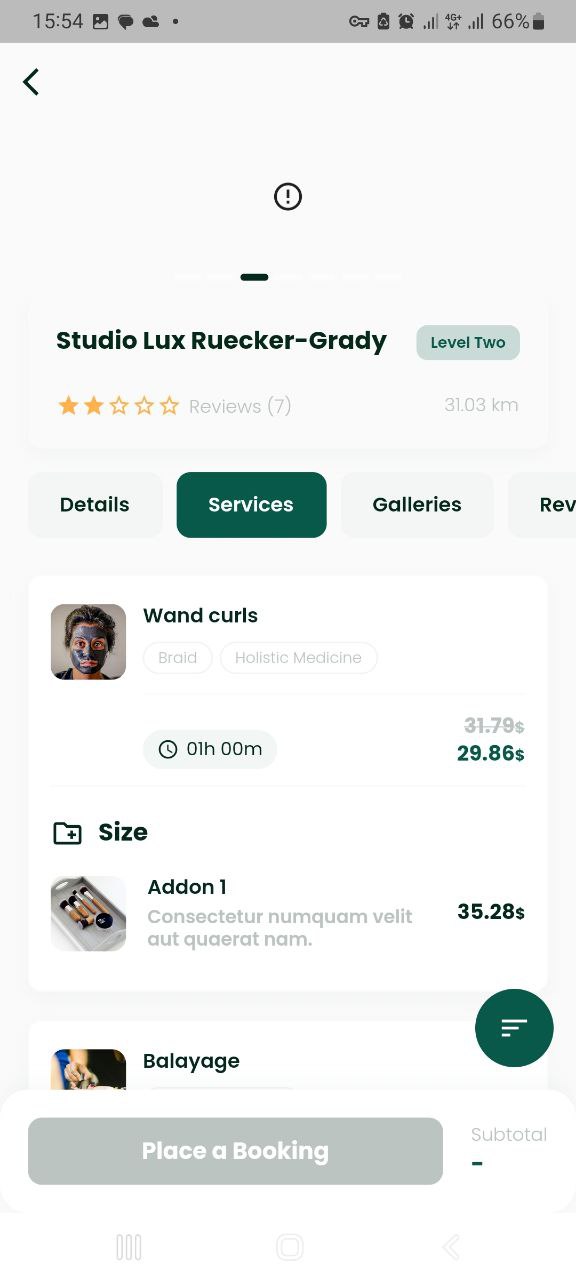 15:54 4G+ 66%
Studio Lux Ruecker-Grady Level Two
Reviews (7) 31.03 km
Details Services Galleries Rev
Wand curls
Braid Holistic Medicine
31.79$
01h 00m 29.86$
Size
Addon 1
Consectetur numquam velit 35.28$
aut quaerat nam.
Balayage
Place a Booking Subtotal
-